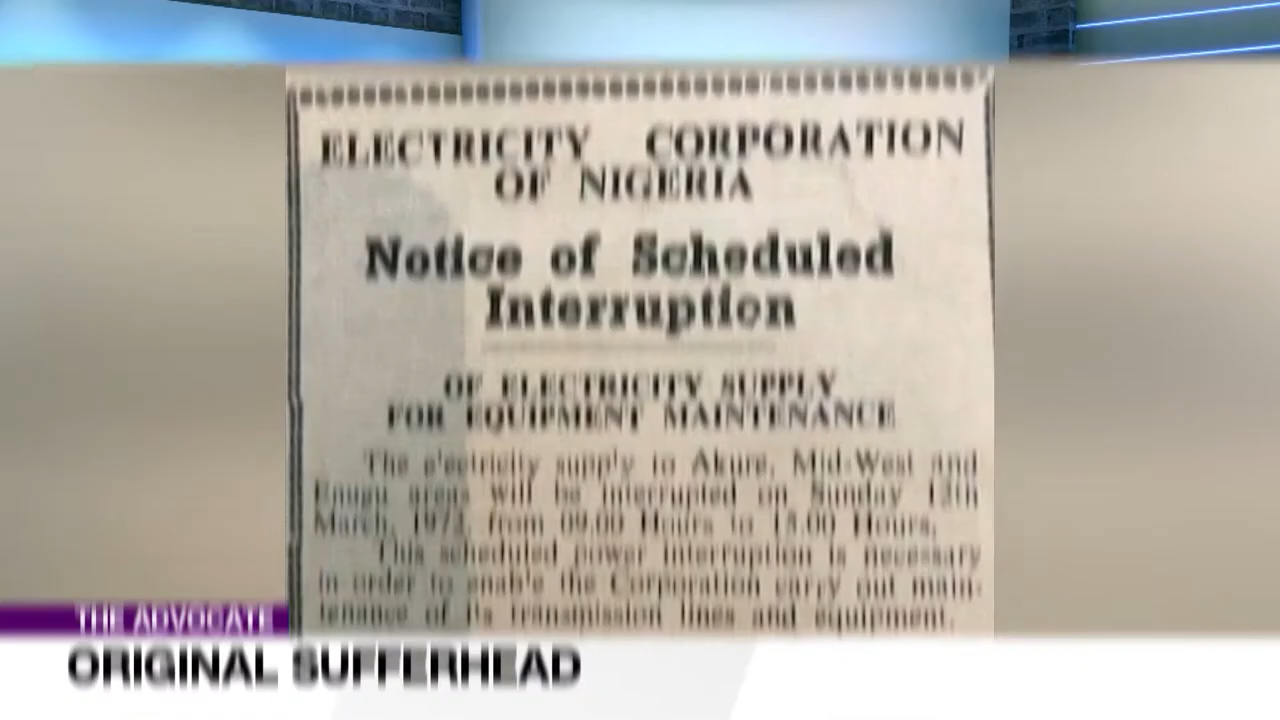 ELECTRICITY CORPORATION
OF NIGERIA
Notice of Scheduled
Interruption
OF ELECTRICITY SUPPLY
FOR EQUIPMENT MAINTENANCE
The electricity supply to Akure, Mid-West and
Enugu areas will be interrupted on Sunday 12th
March, 1972, from 09.00 Hours to Hours.
This scheduled power interruption is necessary
in order to enable the Corporation carry out main-
tenance of its transmission lines and equipment.
THE ADVOCATE
ORIGINAL SUFFERHEAD